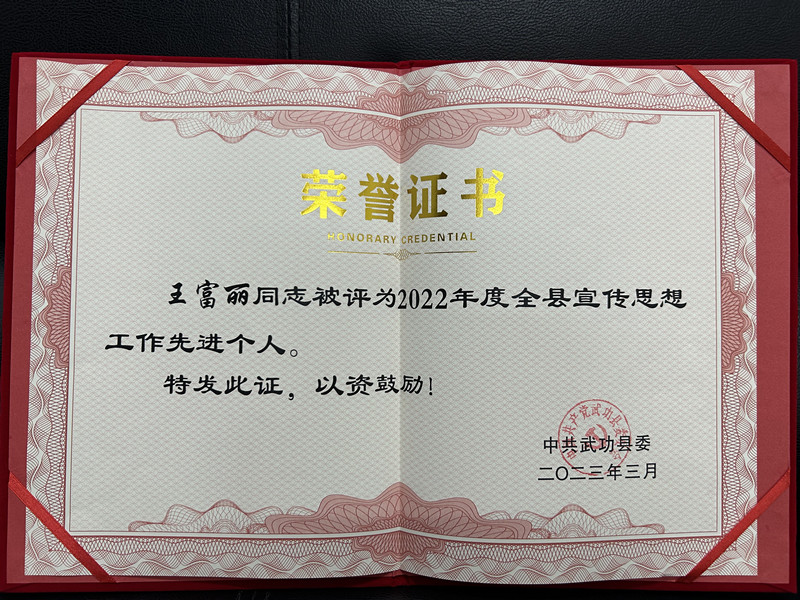 荣誉证书
HONORARY CREDENTIAL
王富丽同志被评为2022年度全县宣传思想
工作先进个人。
特发此证，以资鼓励！
中共武功县委
二〇二三年三月